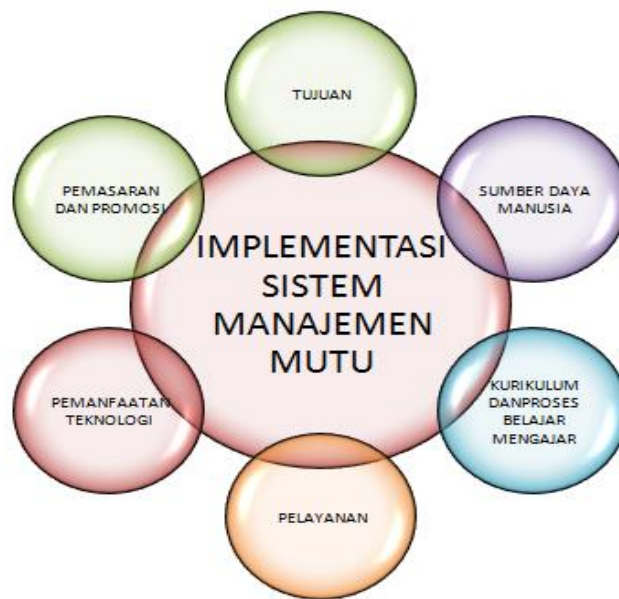 TUJUAN
PEMASARAN
DAN PROMOSI
SUMBER DAYA
MANUSIA
IMPLEMENTASI
SISTEM
MANAJEMEN
MUTU
PEMANFAATAN
TEKNOLOGI
KURIKULUM
DANPROSES
BELAJAR
MENGAJAR
PELAYANAN